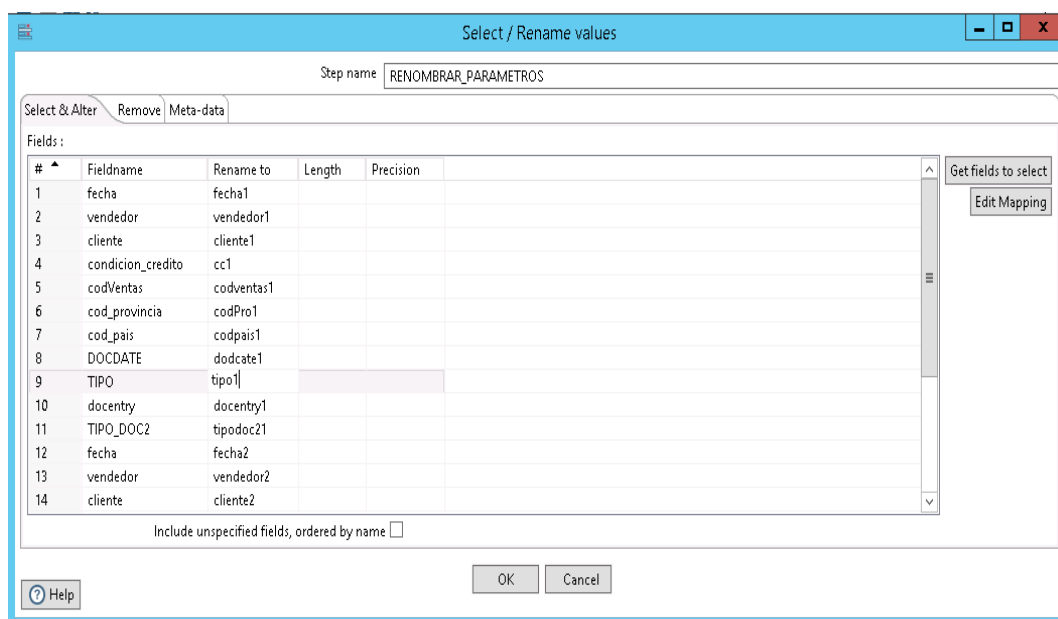 Select / Rename values
Step name RENOMBRAR_PARAMETROS
Select & Alter Remove Meta-data
Fields :
# Fieldname Rename to Length Precision
Get fields to select
1 fecha fecha1
Edit Mapping
2 vendedor vendedor1
3 cliente cliente1
4 condicion_credito cc1
5 codVentas codventas1
6 cod_provincia codPro1
7 cod_pais codpais1
8 DOCDATE dodcate1
9 TIPO tipo1
10 docentry docentry1
11 TIPO_DOC2 tipodoc21
12 fecha fecha2
13 vendedor vendedor2
14 cliente cliente2
Include unspecified fields, ordered by name
OK Cancel
? Help